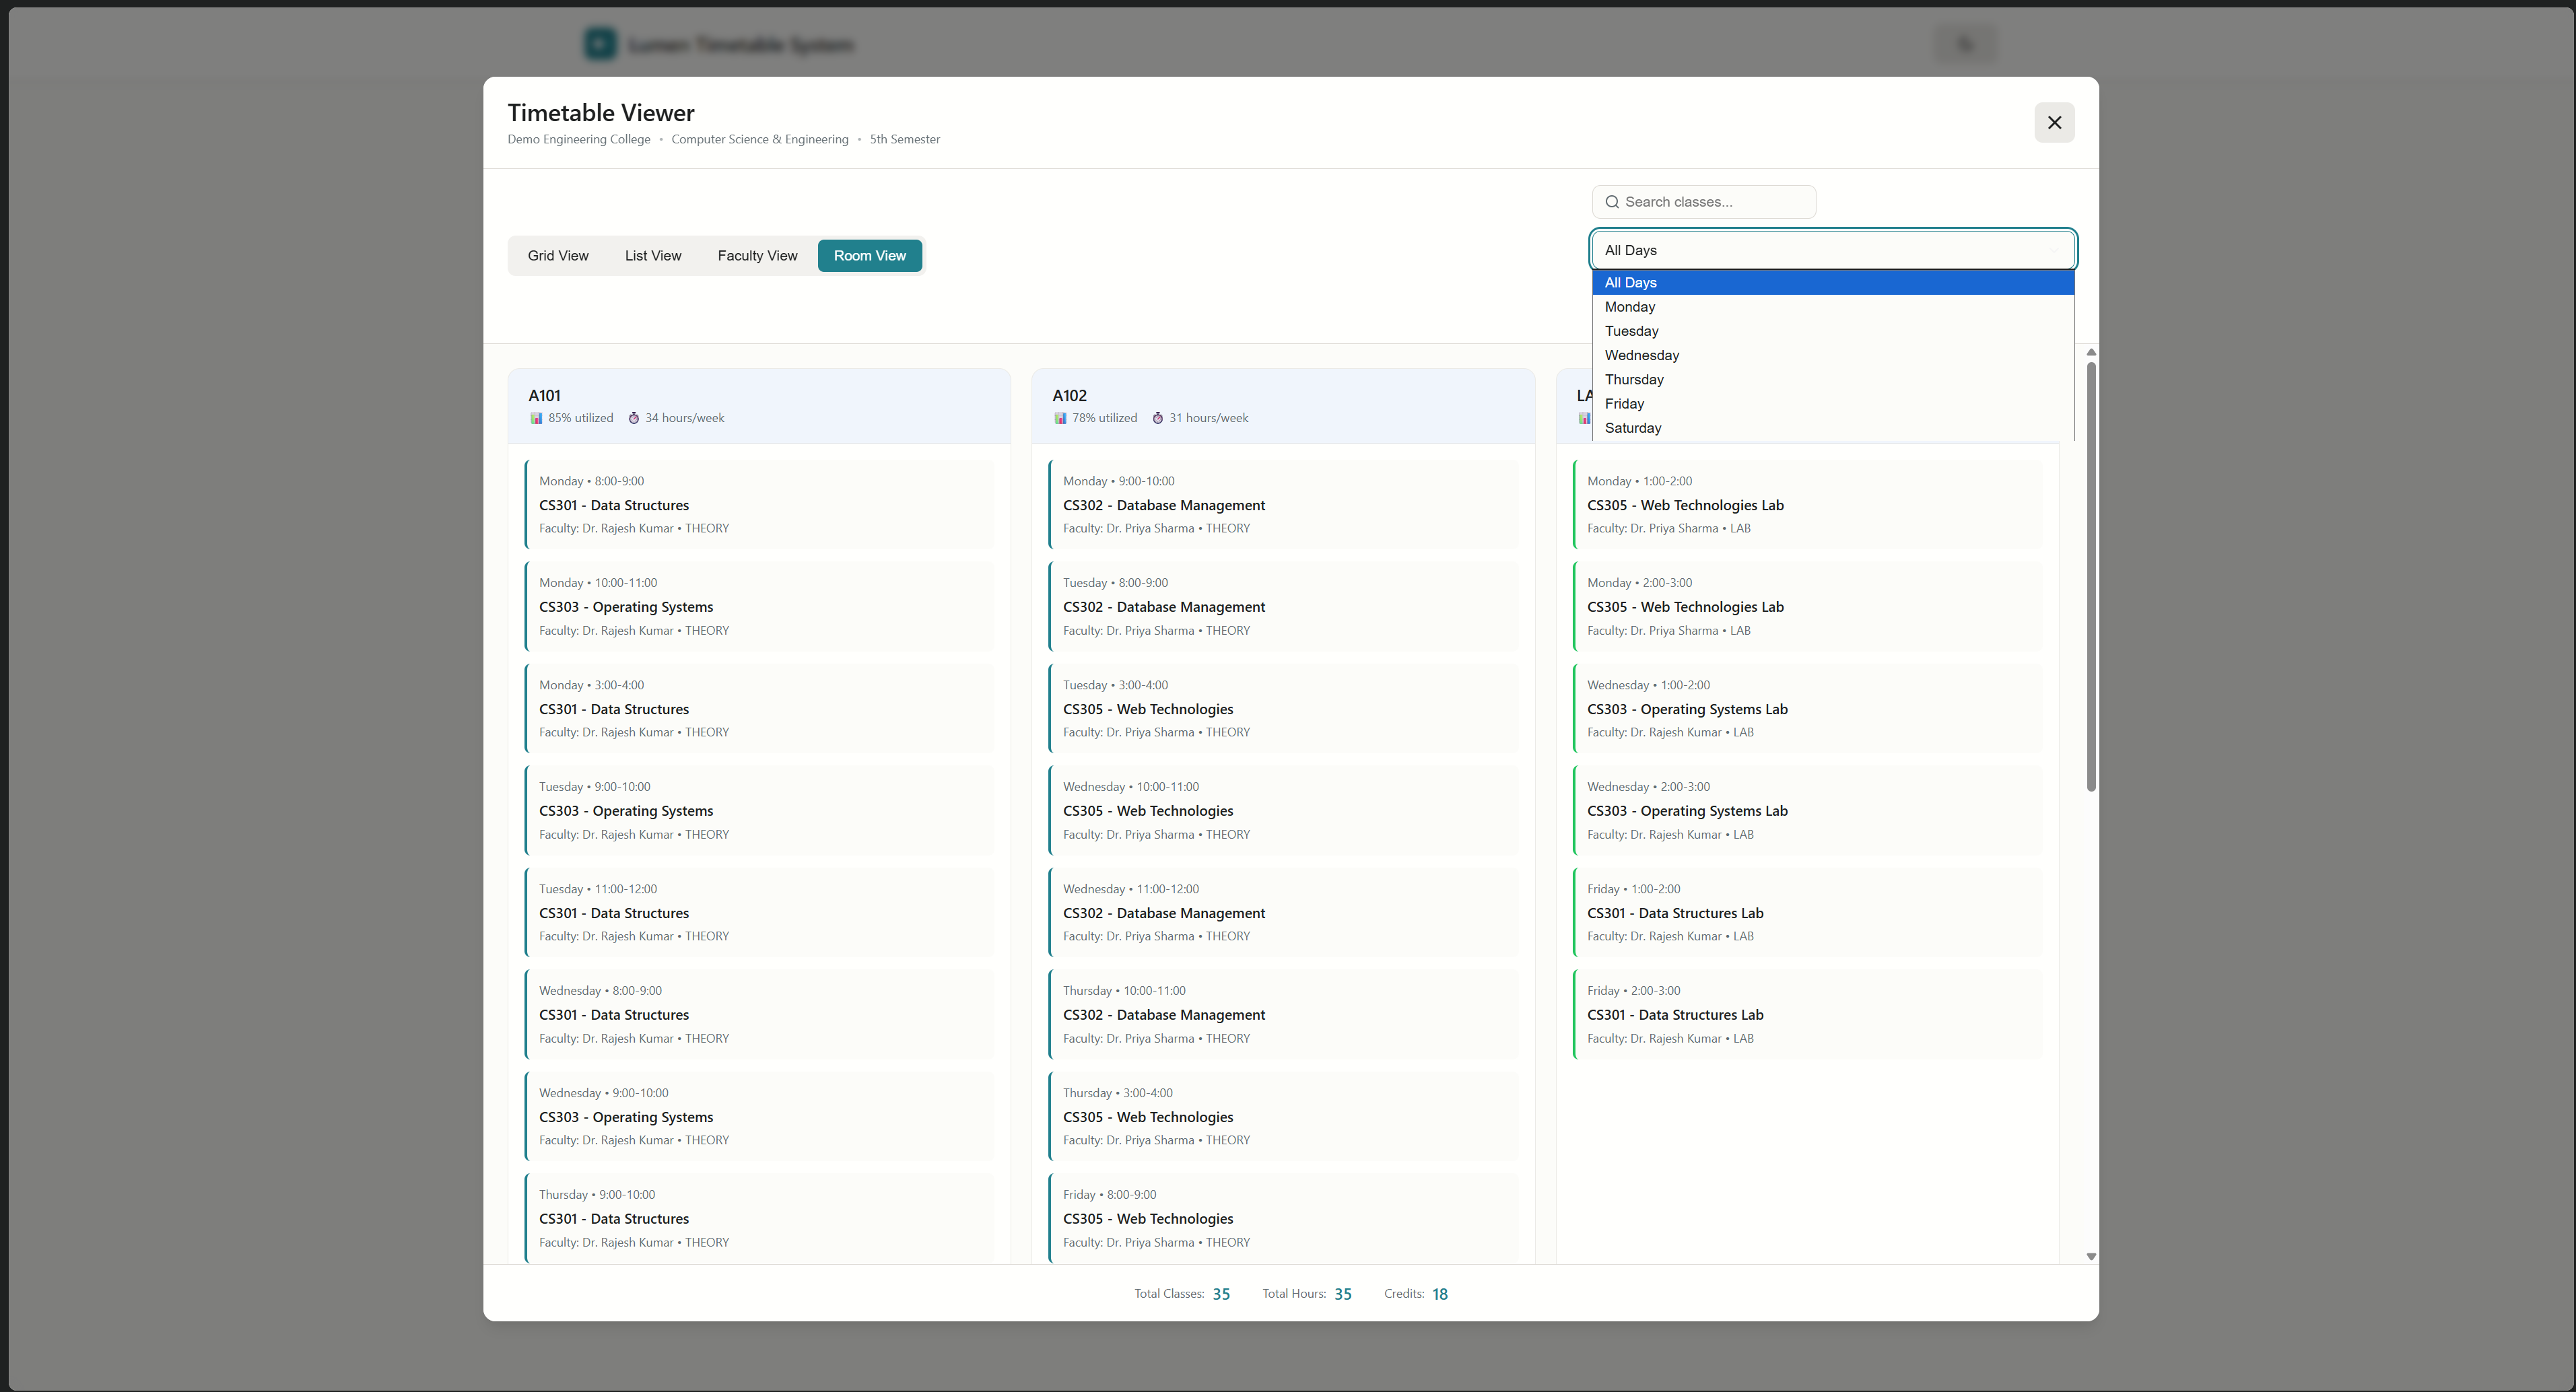 Lumen Timetable System
Timetable Viewer
Demo Engineering College • Computer Science & Engineering • 5th Semester
Search classes...
Grid View
List View
Faculty View
Room View
All Days
All Days
Monday
Tuesday
Wednesday
Thursday
Friday
Saturday
A101
85% utilized 34 hours/week
Monday • 8:00-9:00
CS301 - Data Structures
Faculty: Dr. Rajesh Kumar • THEORY
Monday • 10:00-11:00
CS303 - Operating Systems
Faculty: Dr. Rajesh Kumar • THEORY
Monday • 3:00-4:00
CS301 - Data Structures
Faculty: Dr. Rajesh Kumar • THEORY
Tuesday • 9:00-10:00
CS303 - Operating Systems
Faculty: Dr. Rajesh Kumar • THEORY
Tuesday • 11:00-12:00
CS301 - Data Structures
Faculty: Dr. Rajesh Kumar • THEORY
Wednesday • 8:00-9:00
CS301 - Data Structures
Faculty: Dr. Rajesh Kumar • THEORY
Wednesday • 9:00-10:00
CS303 - Operating Systems
Faculty: Dr. Rajesh Kumar • THEORY
Thursday • 9:00-10:00
CS301 - Data Structures
Faculty: Dr. Rajesh Kumar • THEORY
A102
78% utilized 31 hours/week
Monday • 9:00-10:00
CS302 - Database Management
Faculty: Dr. Priya Sharma • THEORY
Tuesday • 8:00-9:00
CS302 - Database Management
Faculty: Dr. Priya Sharma • THEORY
Tuesday • 3:00-4:00
CS305 - Web Technologies
Faculty: Dr. Priya Sharma • THEORY
Wednesday • 10:00-11:00
CS305 - Web Technologies
Faculty: Dr. Priya Sharma • THEORY
Wednesday • 11:00-12:00
CS302 - Database Management
Faculty: Dr. Priya Sharma • THEORY
Thursday • 10:00-11:00
CS302 - Database Management
Faculty: Dr. Priya Sharma • THEORY
Thursday • 3:00-4:00
CS305 - Web Technologies
Faculty: Dr. Priya Sharma • THEORY
Friday • 8:00-9:00
CS305 - Web Technologies
Faculty: Dr. Priya Sharma • THEORY
LA
Monday • 1:00-2:00
CS305 - Web Technologies Lab
Faculty: Dr. Priya Sharma • LAB
Monday • 2:00-3:00
CS305 - Web Technologies Lab
Faculty: Dr. Priya Sharma • LAB
Wednesday • 1:00-2:00
CS303 - Operating Systems Lab
Faculty: Dr. Rajesh Kumar • LAB
Wednesday • 2:00-3:00
CS303 - Operating Systems Lab
Faculty: Dr. Rajesh Kumar • LAB
Friday • 1:00-2:00
CS301 - Data Structures Lab
Faculty: Dr. Rajesh Kumar • LAB
Friday • 2:00-3:00
CS301 - Data Structures Lab
Faculty: Dr. Rajesh Kumar • LAB
Total Classes: 35 Total Hours: 35 Credits: 18